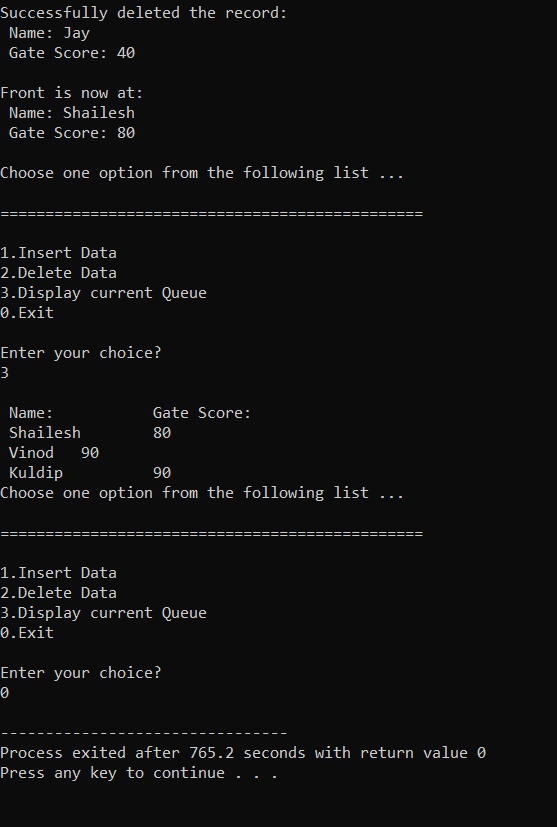 Successfully deleted the record:
Name: Jay
Gate Score: 40
Front is now at:
Name: Shailesh
Gate Score: 80
Choose one option from the following list ...
===============================================
1.Insert Data
2.Delete Data
3.Display current Queue
0.Exit
Enter your choice?
3
Name:           Gate Score:
Shailesh        80
Vinod   90
Kuldip          90
Choose one option from the following list ...
===============================================
1.Insert Data
2.Delete Data
3.Display current Queue
0.Exit
Enter your choice?
0
--------------------------------
Process exited after 765.2 seconds with return value 0
Press any key to continue . . .